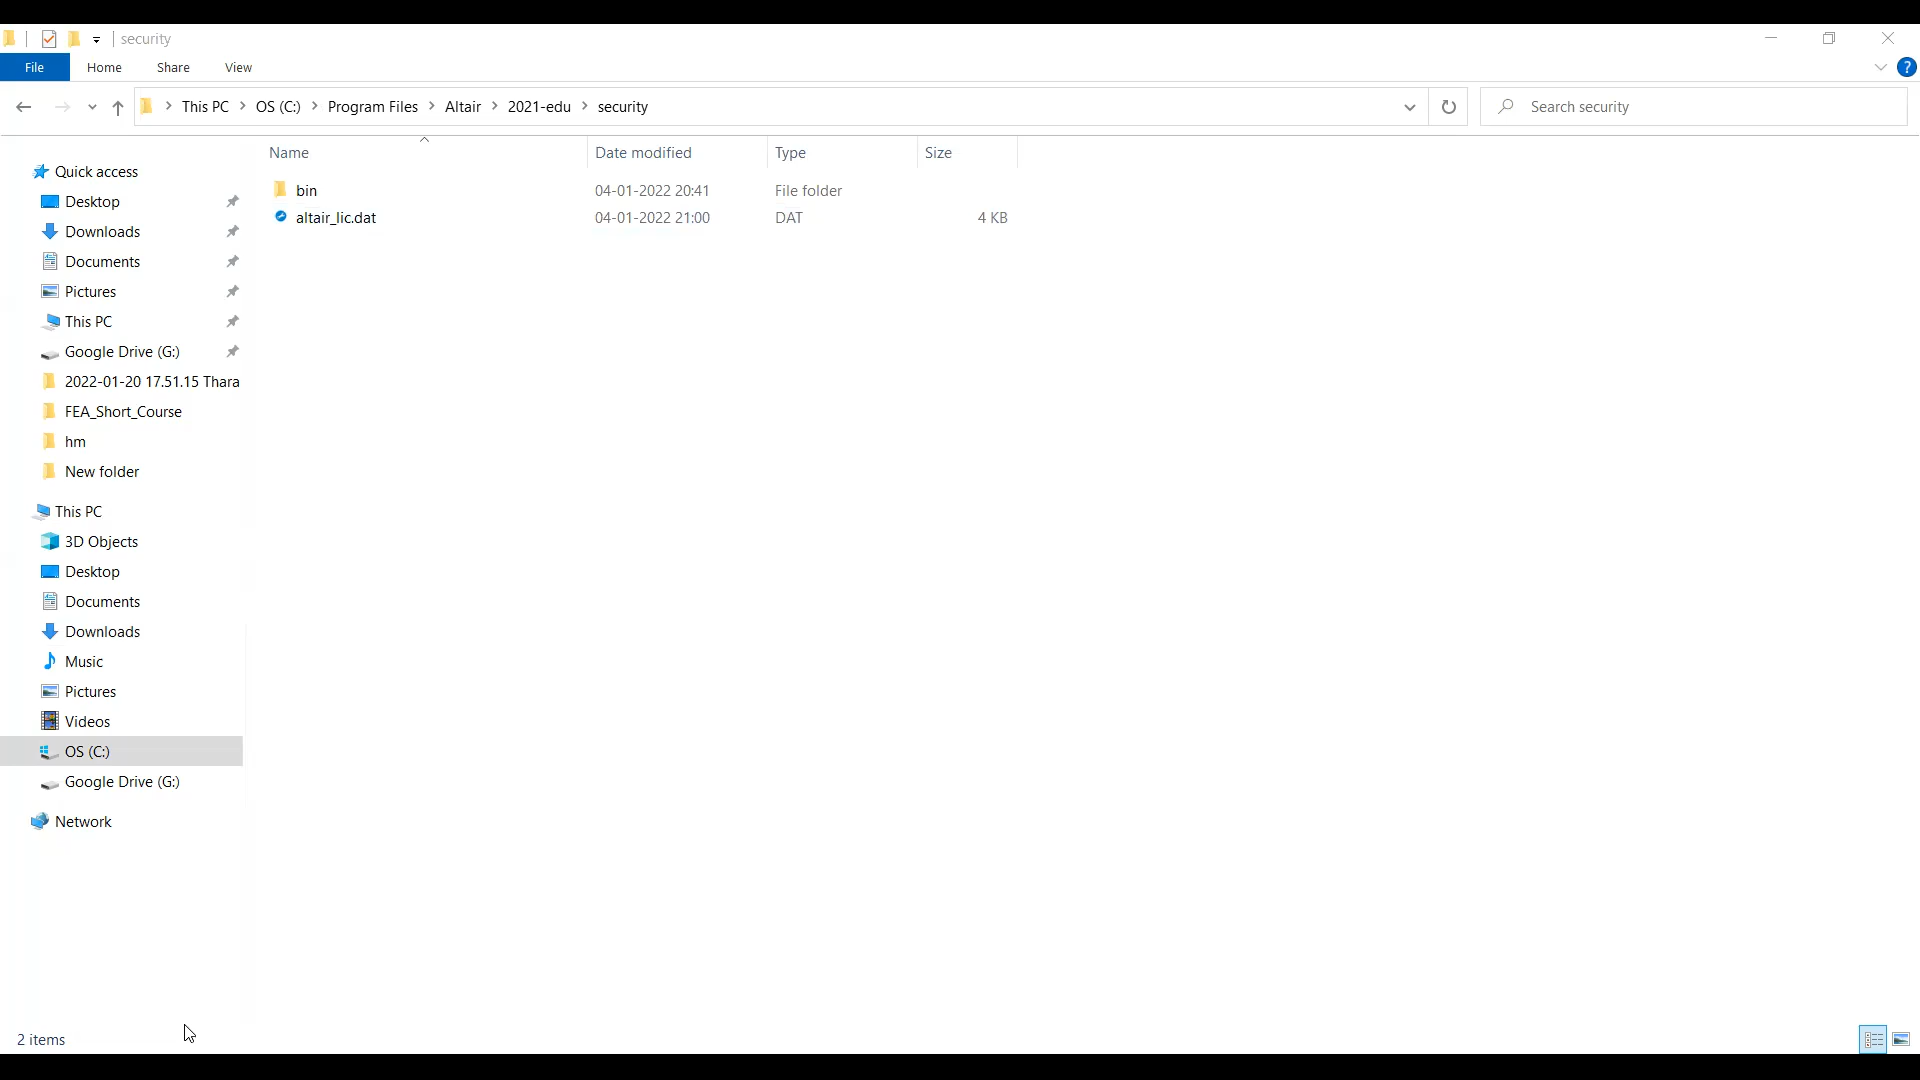 security
File Home Share View ?
This PC OS (C:) Program Files Altair 2021-edu security Search security
Name Date modified Type Size
bin 04-01-2022 20:41 File folder
altair_lic.dat 04-01-2022 21:00 DAT 4 KB
Quick access
Desktop
Downloads
Documents
Pictures
This PC
Google Drive (G:)
2022-01-20 17.51.15 Thara
FEA_Short_Course
hm
New folder
This PC
3D Objects
Desktop
Documents
Downloads
Music
Pictures
Videos
OS (C:)
Google Drive (G:)
Network
2 items